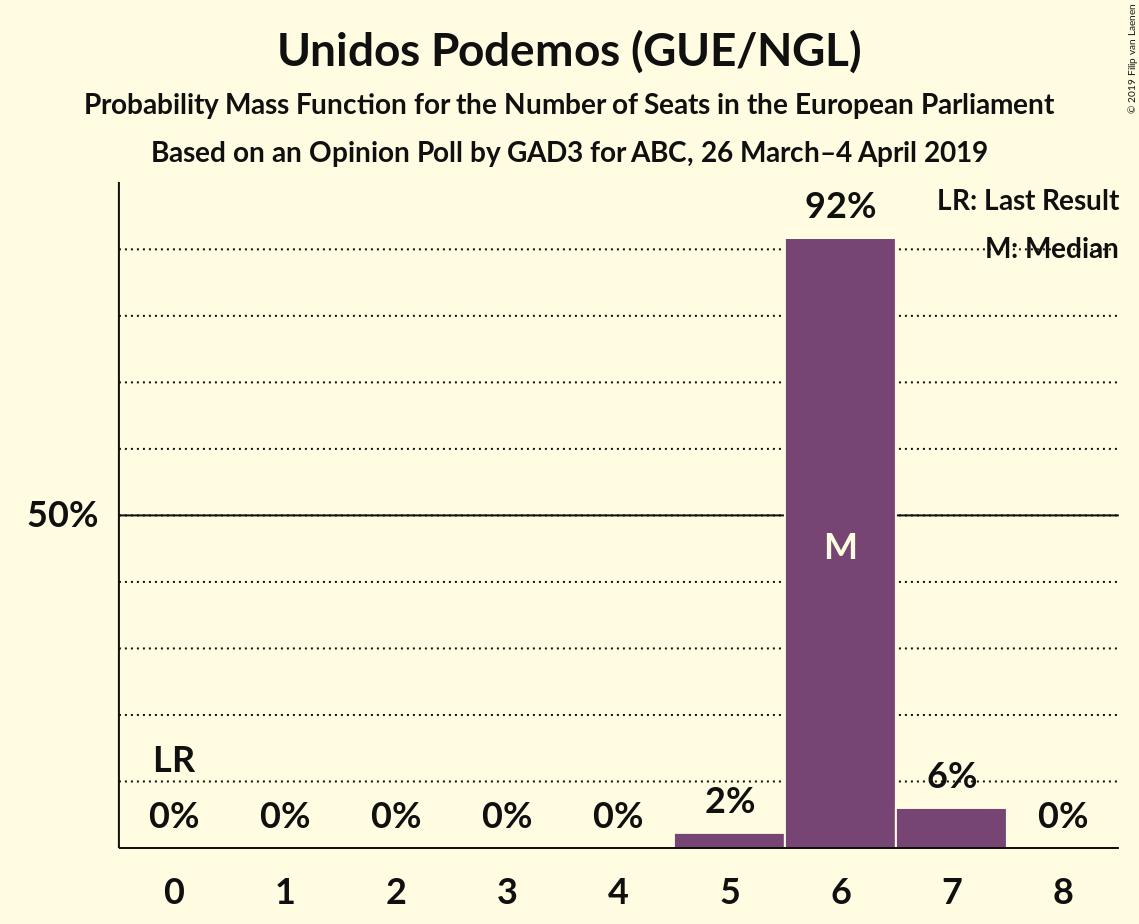 Unidos Podemos (GUE/NGL)
Probability Mass Function for the Number of Seats in the European Parliament
Based on an Opinion Poll by GAD3 for ABC, 26 March–4 April 2019
© 2019 Filip van Laenen
LR: Last Result
M: Median
92%
50%
M
LR
0% 0% 0% 0% 0% 2% 6% 0%
0 1 2 3 4 5 6 7 8